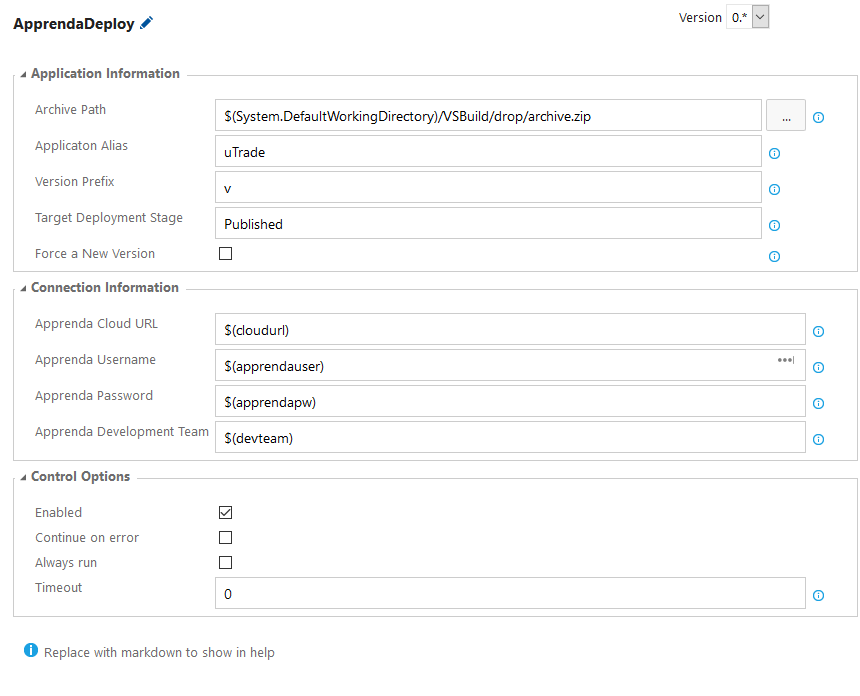 ApprendaDeploy
Version 0.*
Application Information
Archive Path $(System.DefaultWorkingDirectory)/VSBuild/drop/archive.zip ...
Applicaton Alias uTrade
Version Prefix v
Target Deployment Stage Published
Force a New Version
Connection Information
Apprenda Cloud URL $(cloudurl)
Apprenda Username $(apprendauser)
Apprenda Password $(apprendapw)
Apprenda Development Team $(devteam)
Control Options
Enabled
Continue on error
Always run
Timeout 0
Replace with markdown to show in help